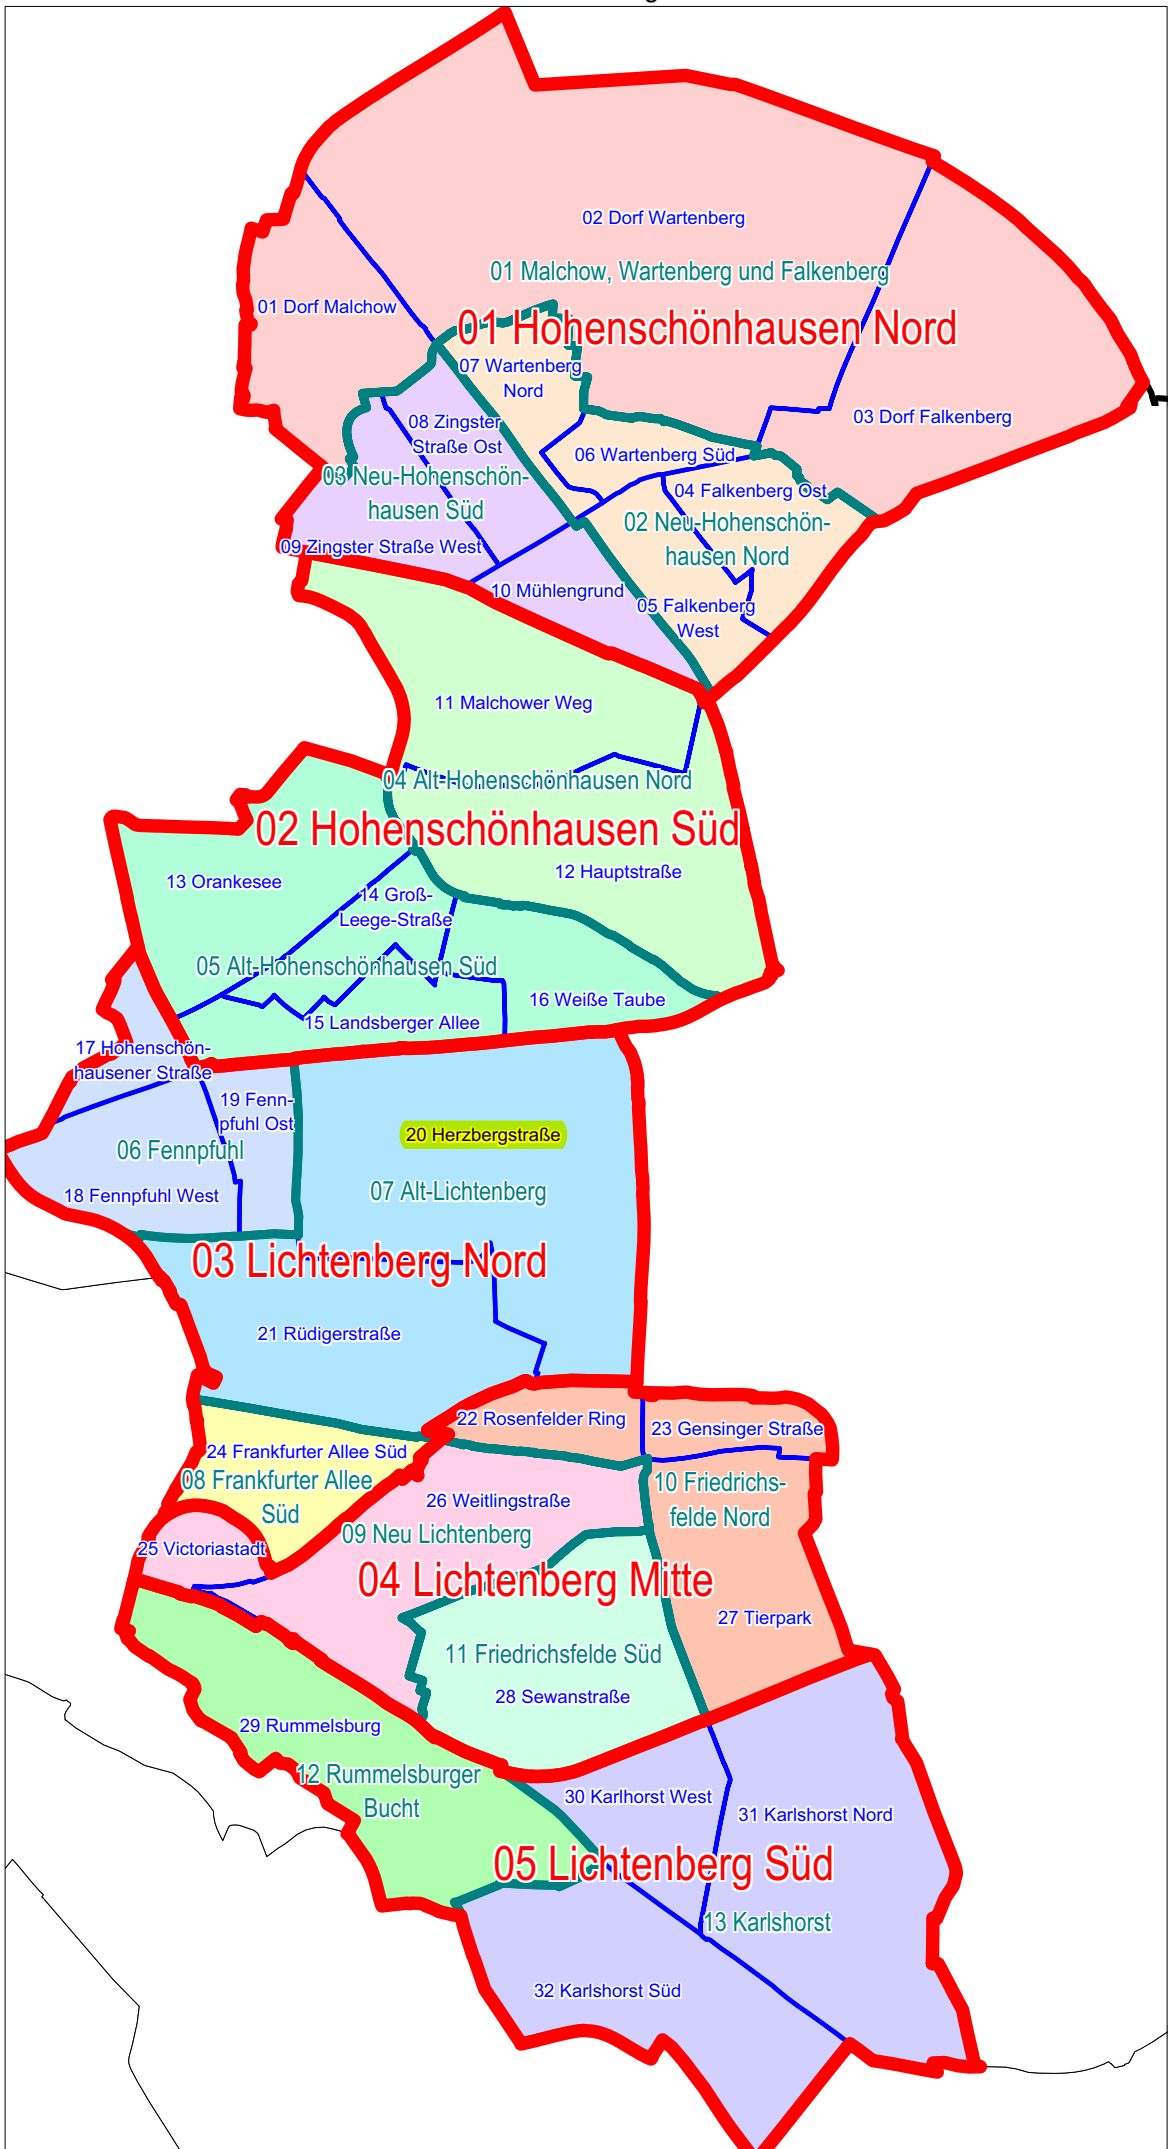 02 Dorf Wartenberg
01 Malchow, Wartenberg und Falkenberg
01 Dorf Malchow
01 Hohenschönhausen Nord
07 Wartenberg
Nord
03 Dorf Falkenberg
08 Zingster
Straße Ost
06 Wartenberg Süd
03 Neu-Hohenschön-
hausen Süd
04 Falkenberg Ost
02 Neu-Hohenschön-
hausen Nord
09 Zingster Straße West
10 Mühlengrund
05 Falkenberg
West
11 Malchower Weg
04 Alt-Hohenschönhausen Nord
02 Hohenschönhausen Süd
12 Hauptstraße
13 Orankesee
14 Groß-
Leege-Straße
05 Alt-Hohenschönhausen Süd
16 Weiße Taube
15 Landsberger Allee
17 Hohenschön-
hausener Straße
19 Fenn-
pfuhl Ost
20 Herzbergstraße
06 Fennpfuhl
07 Alt-Lichtenberg
18 Fennpfuhl West
03 Lichtenberg Nord
21 Rüdigerstraße
22 Rosenfelder Ring
23 Gensinger Straße
24 Frankfurter Allee Süd
08 Frankfurter Allee
Süd
10 Friedrichs-
felde Nord
26 Weitlingstraße
09 Neu Lichtenberg
25 Victoriastadt
04 Lichtenberg Mitte
27 Tierpark
11 Friedrichsfelde Süd
28 Sewanstraße
29 Rummelsburg
12 Rummelsburger
Bucht
30 Karlhorst West
31 Karlshorst Nord
05 Lichtenberg Süd
13 Karlshorst
32 Karlshorst Süd